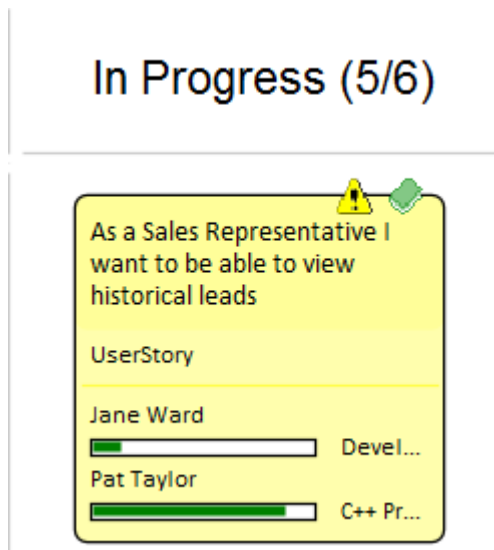 In Progress (5/6)
As a Sales Representative I
want to be able to view
historical leads
UserStory
Jane Ward
Devel...
Pat Taylor
C++ Pr...